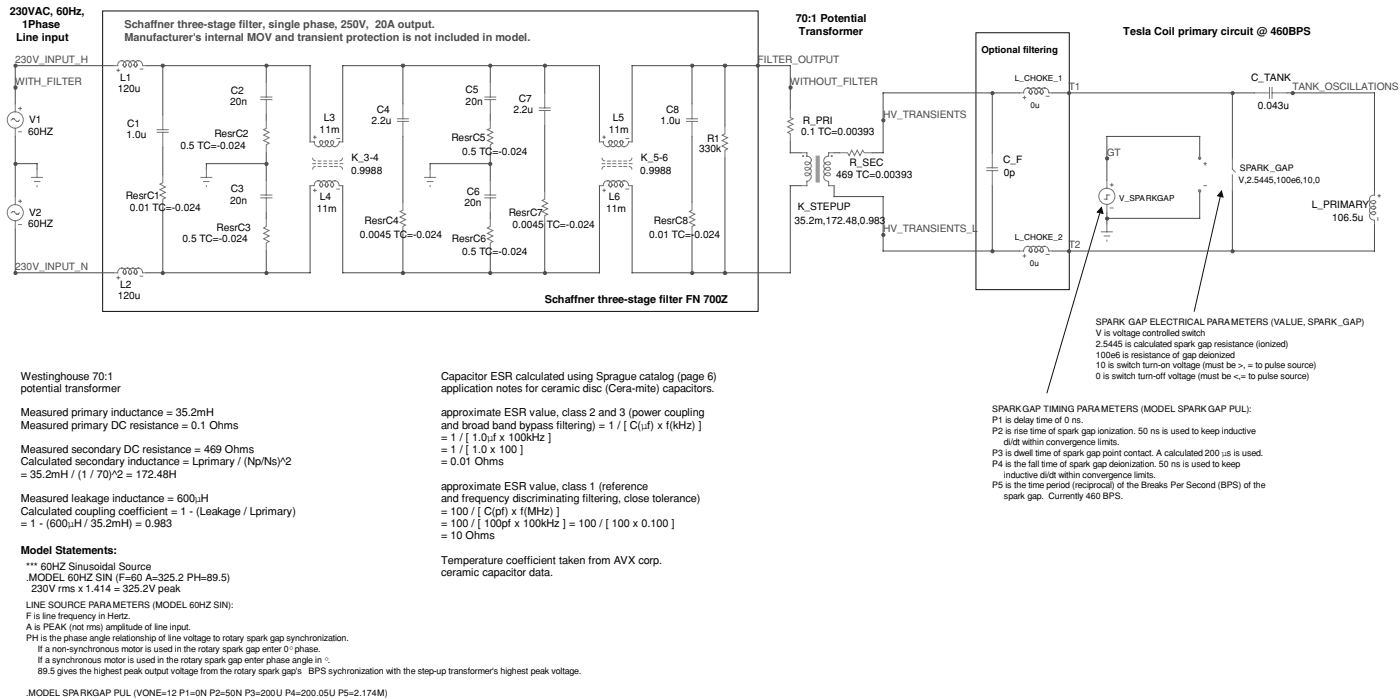 230VAC, 60Hz,
1Phase
Line input
Schaffner three-stage filter, single phase, 250V, 20A output.
Manufacturer's internal MOV and transient protection is not included in model.
70:1 Potential
Transformer
Optional filtering
Tesla Coil primary circuit @ 460BPS
230V_INPUT_H
WITH_FILTER
V1
60HZ
V2
60HZ
230V_INPUT_N
L1
120u
L2
120u
C1
1.0u
ResrC1
0.01 TC=-0.024
C2
20n
ResrC2
0.5 TC=-0.024
C3
20n
ResrC3
0.5 TC=-0.024
L3
11m
K_3-4
0.9988
L4
11m
C4
2.2u
ResrC4
0.0045 TC=-0.024
C5
20n
ResrC5
0.5 TC=-0.024
C6
20n
ResrC6
0.5 TC=-0.024
C7
2.2u
ResrC7
0.0045 TC=-0.024
L5
11m
K_5-6
0.9988
L6
11m
C8
1.0u
ResrC8
0.01 TC=-0.024
R1
330k
Schaffner three-stage filter FN 700Z
FILTER_OUTPUT
WITHOUT_FILTER
R_PRI
0.1 TC=0.00393
R_SEC
469 TC=0.00393
K_STEPUP
35.2m,172.48,0.983
HV_TRANSIENTS
HV_TRANSIENTS_L
C_F
0p
L_CHOKE_1
0u
L_CHOKE_2
0u
T1
T2
GT
V_SPARKGAP
SPARK_GAP
V,2.5445,100e6,10,0
C_TANK
0.043u
TANK_OSCILLATIONS
L_PRIMARY
106.5u
SPARK GAP ELECTRICAL PARAMETERS (VALUE, SPARK_GAP)
V is voltage controlled switch
2.5445 is calculated spark gap resistance (ionized)
100e6 is resistance of gap deionized
10 is switch turn-on voltage (must be >, = to pulse source)
0 is switch turn-off voltage (must be <,= to pulse source)
SPARKGAP TIMING PARAMETERS (MODEL SPARKGAP PUL):
P1 is delay time of 0 ns.
P2 is rise time of spark gap ionization. 50 ns is used to keep inductive
di/dt within convergence limits.
P3 is dwell time of spark gap point contact. A calculated 200 µs is used.
P4 is the fall time of spark gap deionization. 50 ns is used to keep
inductive di/dt within convergence limits.
P5 is the time period (reciprocal) of the Breaks Per Second (BPS) of the
spark gap. Currently 460 BPS.
Westinghouse 70:1
potential transformer
Measured primary inductance = 35.2mH
Measured primary DC resistance = 0.1 Ohms
Measured secondary DC resistance = 469 Ohms
Calculated secondary inductance = Lprimary / (Np/Ns)^2
= 35.2mH / (1 / 70)^2 = 172.48H
Measured leakage inductance = 600µH
Calculated coupling coefficient = 1 - (Leakage / Lprimary)
= 1 - (600µH / 35.2mH) = 0.983
Capacitor ESR calculated using Sprague catalog (page 6)
application notes for ceramic disc (Cera-mite) capacitors.
approximate ESR value, class 2 and 3 (power coupling
and broad band bypass filtering) = 1 / [ C(µf) x f(kHz) ]
= 1 / [ 1.0µf x 100kHz ]
= 1 / [ 1.0 x 100 ]
= 0.01 Ohms
approximate ESR value, class 1 (reference
and frequency discriminating filtering, close tolerance)
= 100 / [ C(pf) x f(MHz) ]
= 100 / [ 100pf x 100kHz ] = 100 / [ 100 x 0.100 ]
= 10 Ohms
Temperature coefficient taken from AVX corp.
ceramic capacitor data.
Model Statements:
*** 60HZ Sinusoidal Source
.MODEL 60HZ SIN (F=60 A=325.2 PH=89.5)
230V rms x 1.414 = 325.2V peak
LINE SOURCE PARAMETERS (MODEL 60HZ SIN):
F is line frequency in Hertz.
A is PEAK (not rms) amplitude of line input.
PH is the phase angle relationship of line voltage to rotary spark gap synchronization.
If a non-synchronous motor is used in the rotary spark gap enter 0° phase.
If a synchronous motor is used in the rotary spark gap enter phase angle in °.
89.5 gives the highest peak output voltage from the rotary spark gap's BPS sychronization with the step-up transformer's highest peak voltage.
.MODEL SPARKGAP PUL (VONE=12 P1=0N P2=50N P3=200U P4=200.05U P5=2.174M)